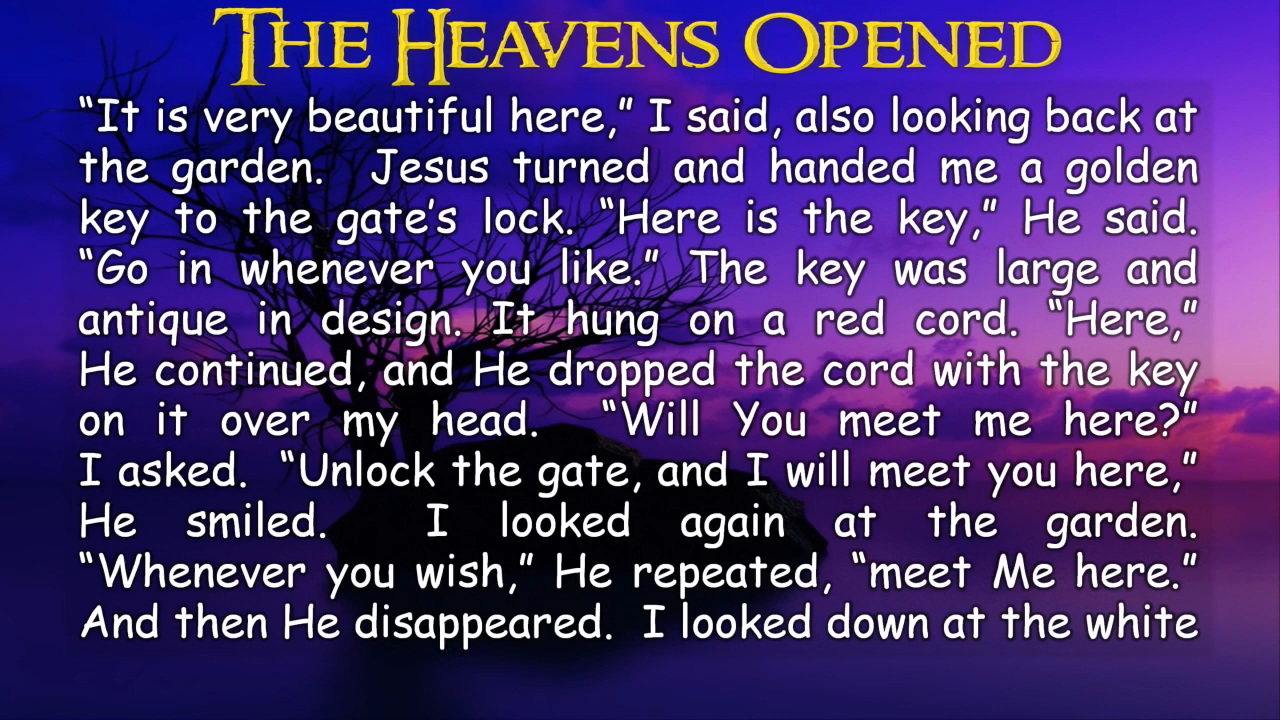 THE HEAVENS OPENED
“It is very beautiful here,” I said, also looking back at
the garden. Jesus turned and handed me a golden
key to the gate’s lock. “Here is the key,” He said.
“Go in whenever you like.” The key was large and
antique in design. It hung on a red cord. “Here,”
He continued, and He dropped the cord with the key
on it over my head. “Will You meet me here?”
I asked. “Unlock the gate, and I will meet you here,”
He smiled. I looked again at the garden.
“Whenever you wish,” He repeated, “meet Me here.”
And then He disappeared. I looked down at the white